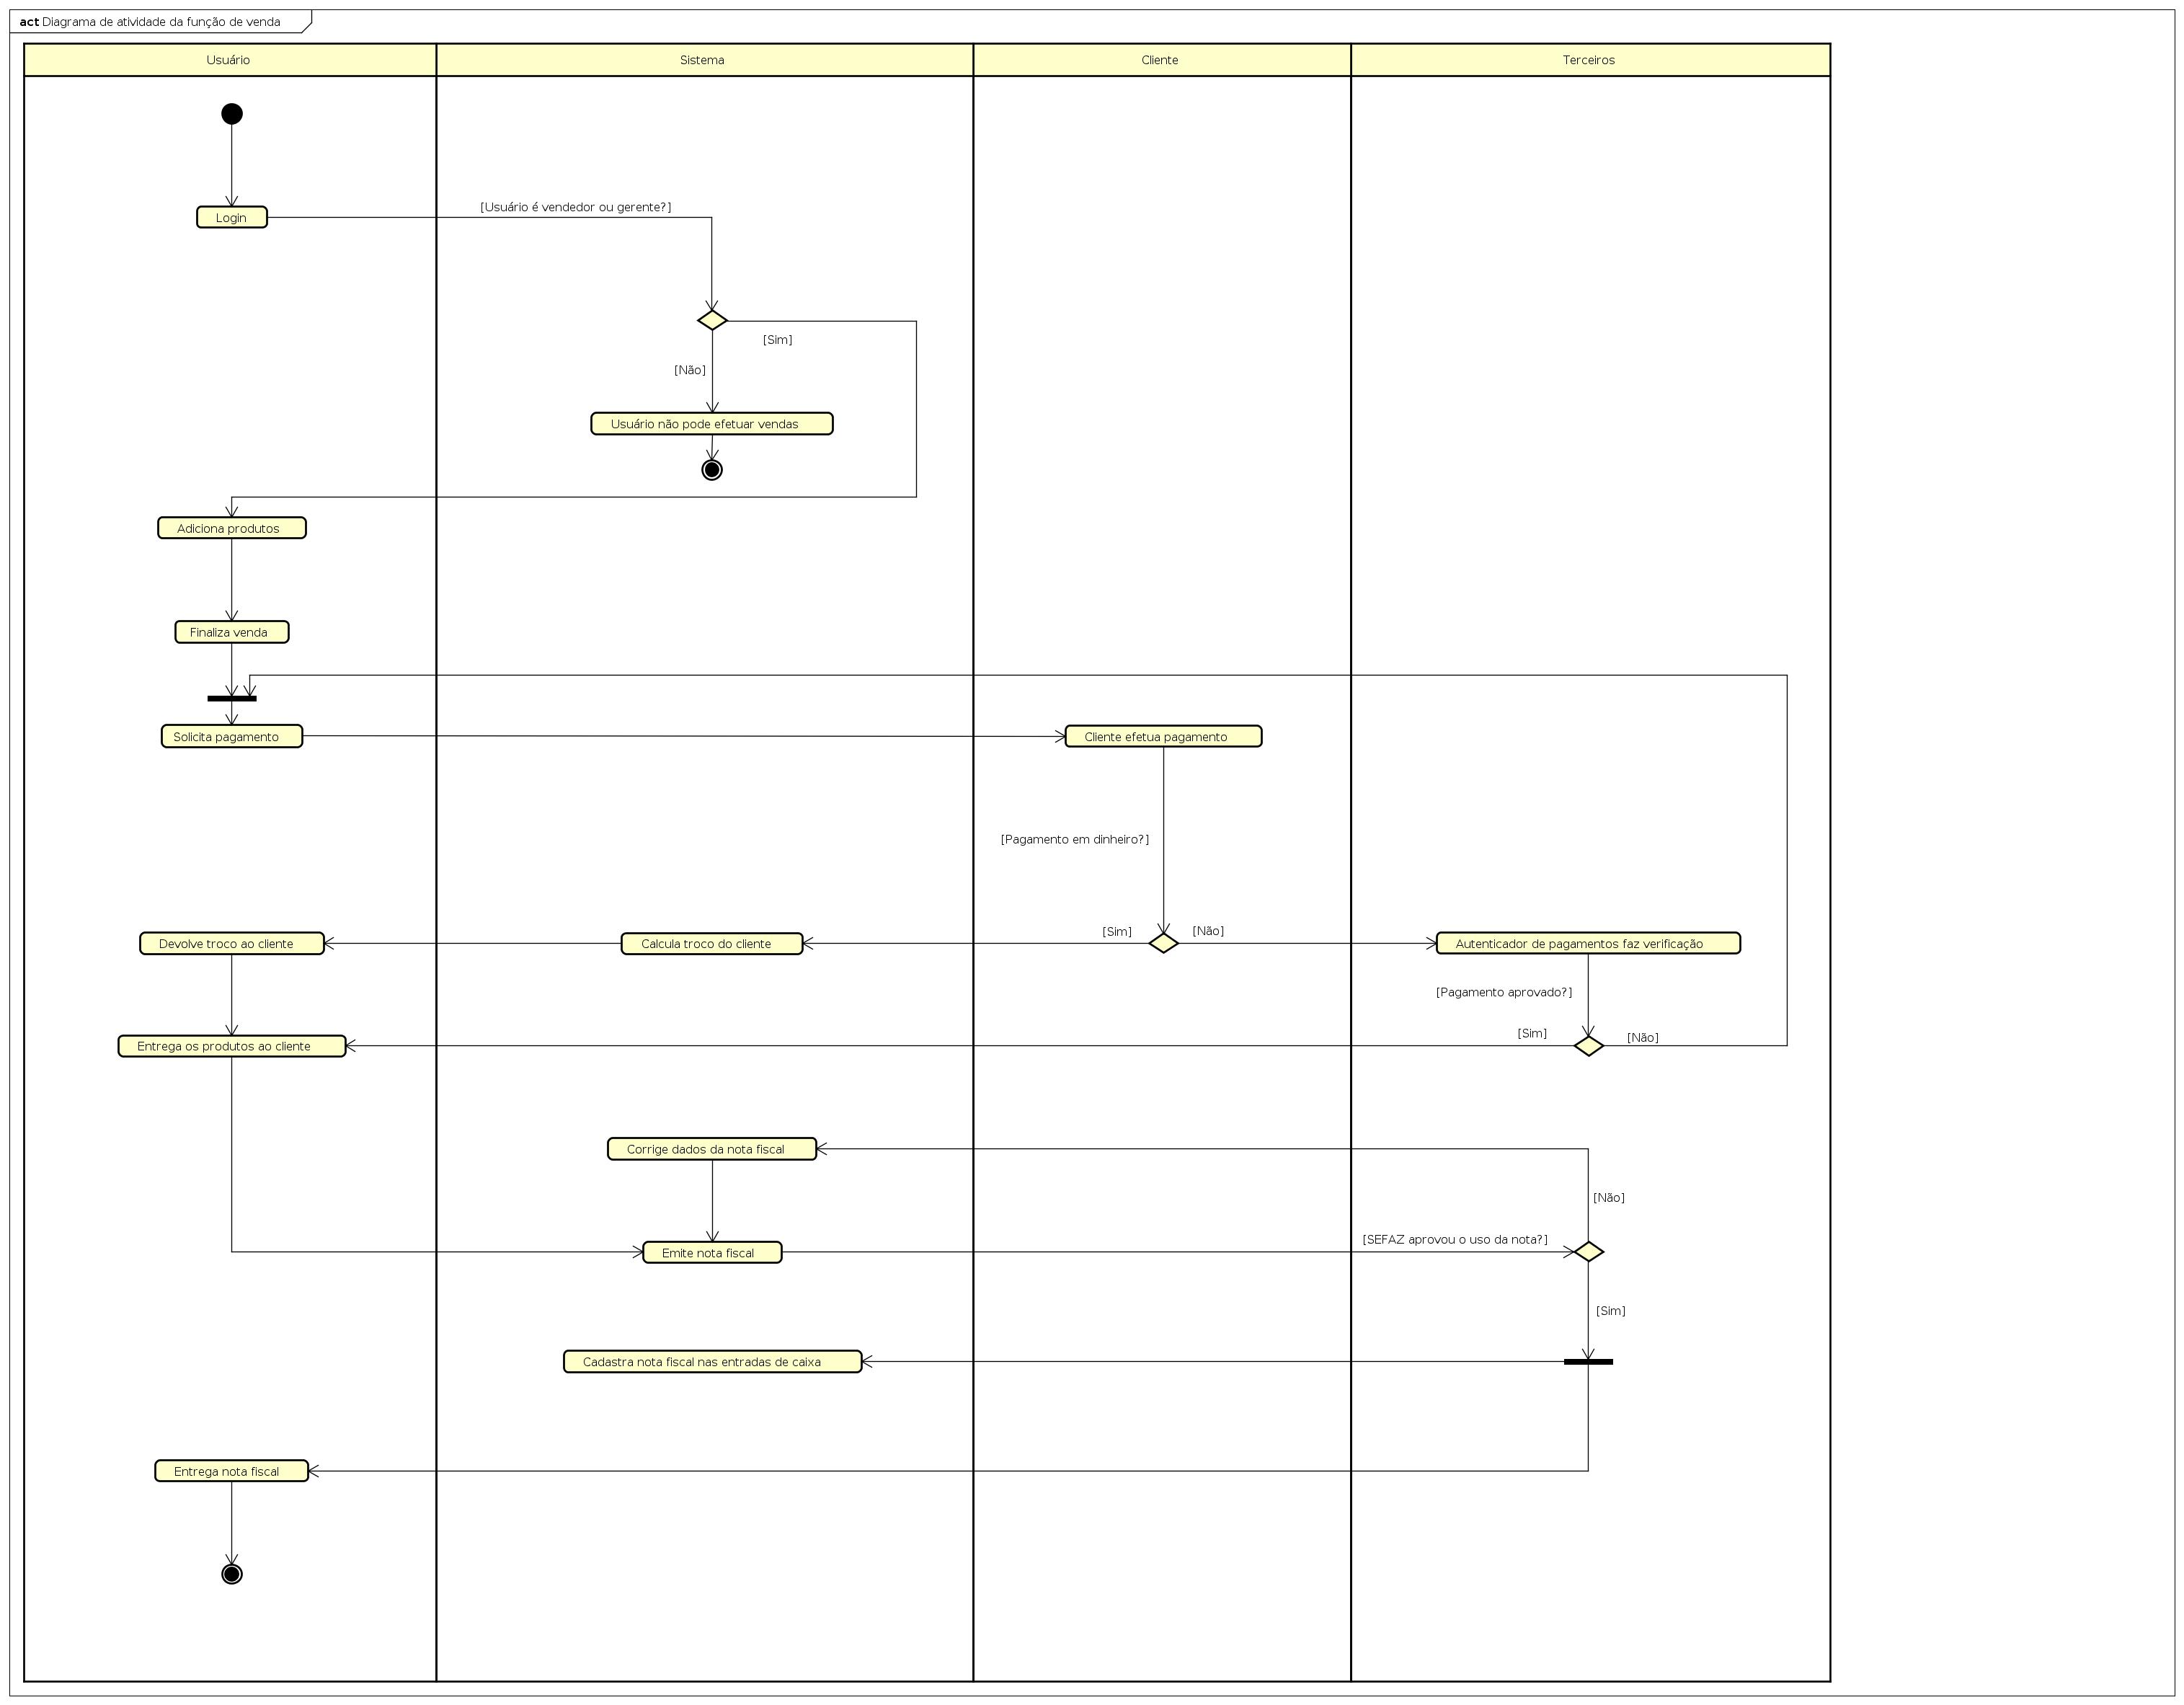 act Diagrama de atividade da função de venda
Usuário
Sistema
Cliente
Terceiros
Login
[Usuário é vendedor ou gerente?]
[Sim]
[Não]
Usuário não pode efetuar vendas
Adiciona produtos
Finaliza venda
Solicita pagamento
Cliente efetua pagamento
[Pagamento em dinheiro?]
[Sim]
[Não]
Devolve troco ao cliente
Calcula troco do cliente
Autenticador de pagamentos faz verificação
[Pagamento aprovado?]
[Sim]
[Não]
Entrega os produtos ao cliente
Corrige dados da nota fiscal
[Não]
[SEFAZ aprovou o uso da nota?]
Emite nota fiscal
[Sim]
Cadastra nota fiscal nas entradas de caixa
Entrega nota fiscal